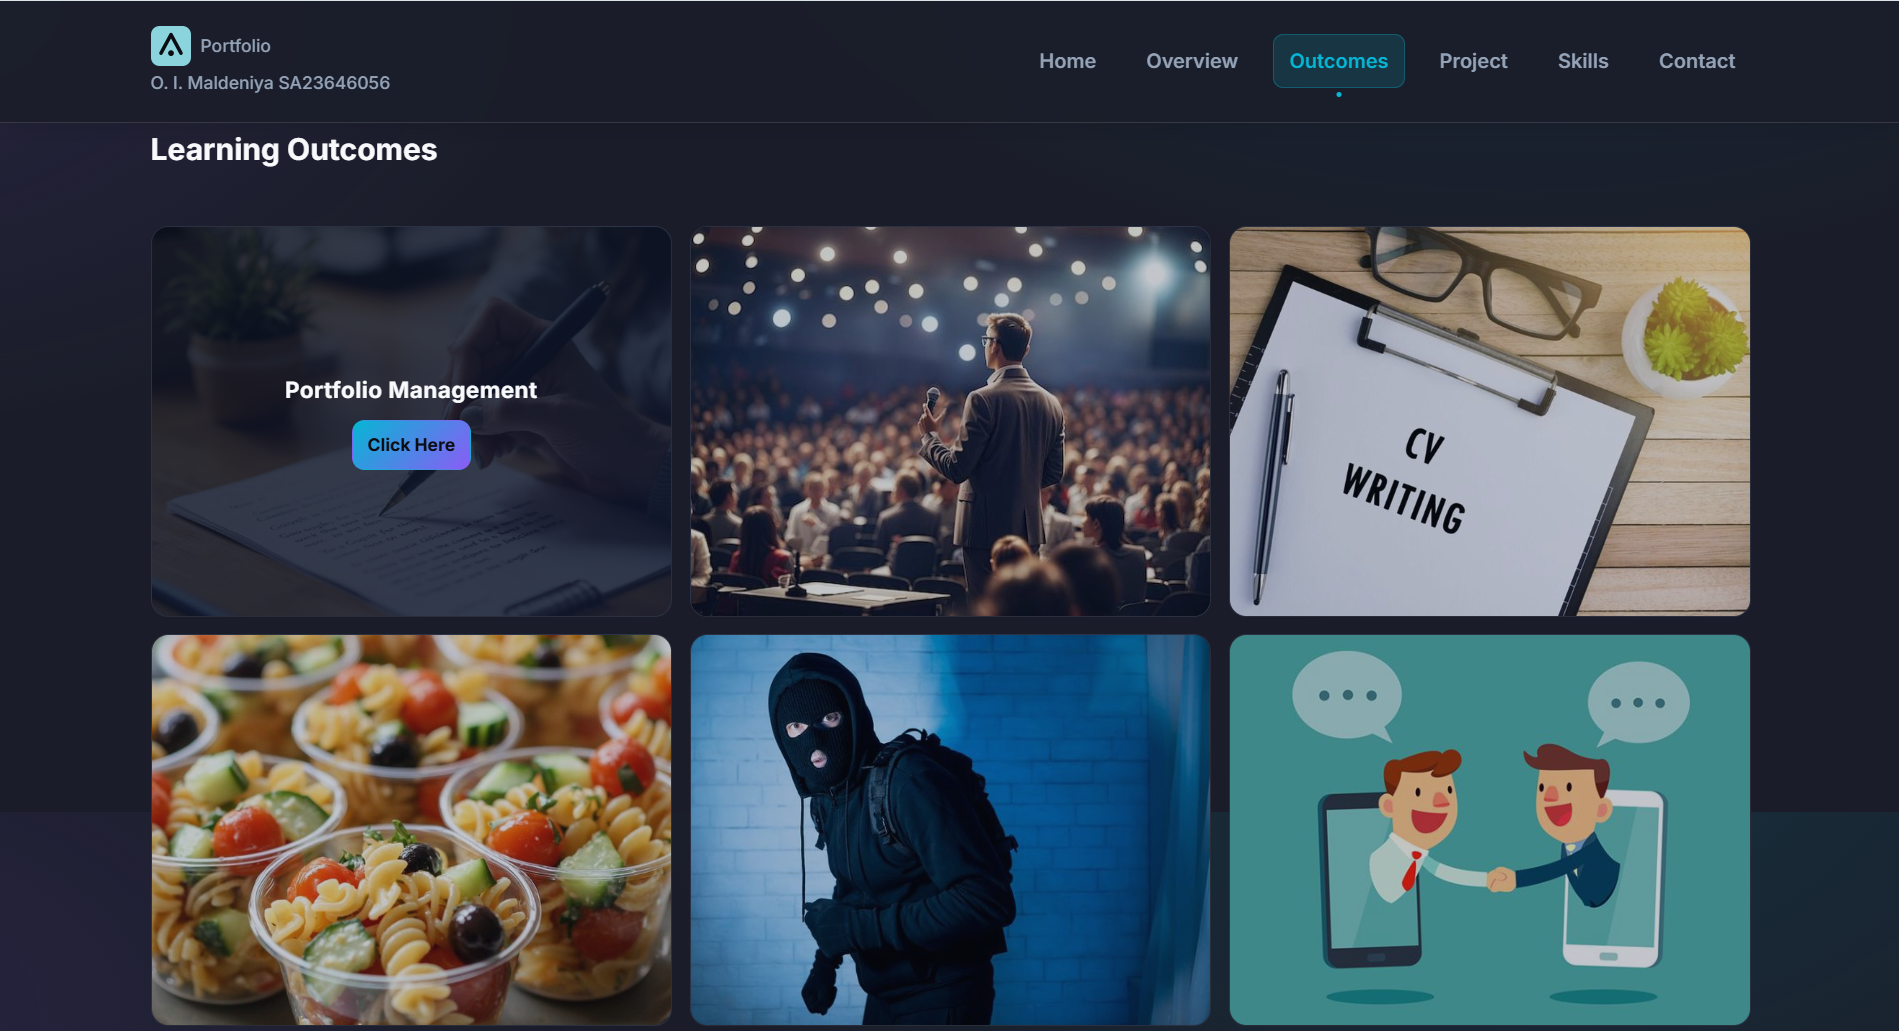 Portfolio
O. I. Maldeniya SA23646056
Home
Overview
Outcomes
Project
Skills
Contact
Learning Outcomes
Portfolio Management
Click Here
CV
WRITING